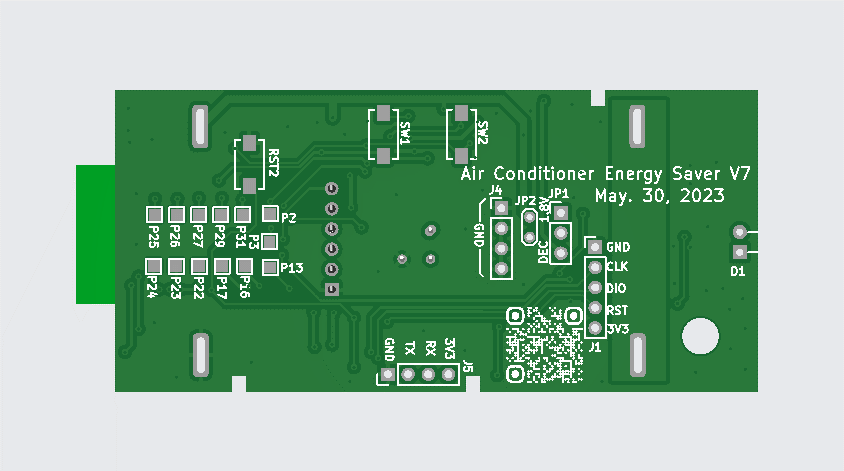 SW1
SW2
RST2
Air Conditioner Energy Saver V7
May. 30, 2023
J4
JP2
JP1
1.8V
DEC
GND
P2
P3
P13
P25
P26
P27
P29
P31
P24
P23
P22
P17
P16
GND
CLK
DIO
RST
3V3
J1
D1
GND
TX
RX
3V3
J5